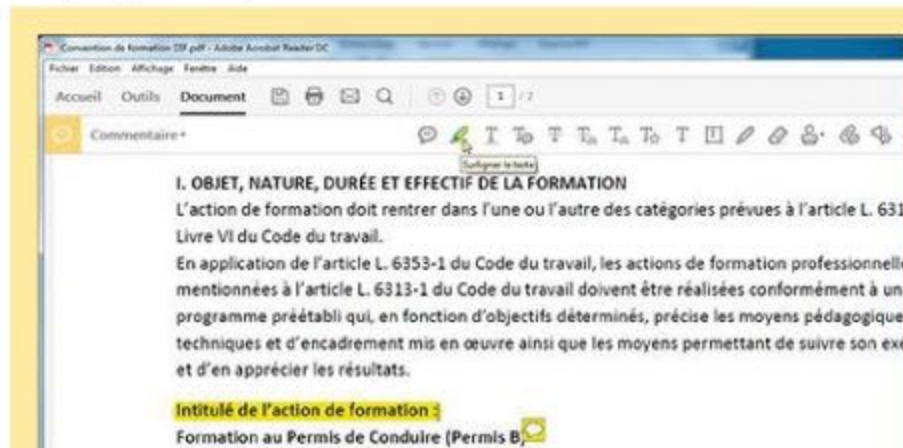 Convention de formation DIF.pdf - Adobe Acrobat Reader DC
Fichier Edition Affichage Fenêtre Aide
Accueil Outils Document 1 / 2
Commentaire
Surligner le texte
I. OBJET, NATURE, DURÉE ET EFFECTIF DE LA FORMATION
L'action de formation doit rentrer dans l'une ou l'autre des catégories prévues à l'article L. 631
Livre VI du Code du travail.
En application de l'article L. 6353-1 du Code du travail, les actions de formation professionnelle
mentionnées à l'article L. 6313-1 du Code du travail doivent être réalisées conformément à un
programme préétabli qui, en fonction d'objectifs déterminés, précise les moyens pédagogique
techniques et d'encadrement mis en œuvre ainsi que les moyens permettant de suivre son exé
et d'en apprécier les résultats.
Intitulé de l'action de formation :
Formation au Permis de Conduire (Permis B)